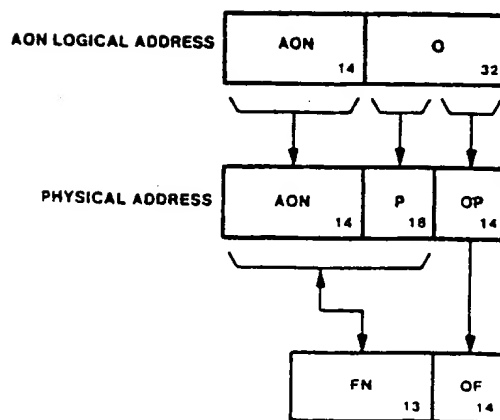 AON LOGICAL ADDRESS
AON
14
O
32
PHYSICAL ADDRESS
AON
14
P
18
OP
14
FN
13
OF
14